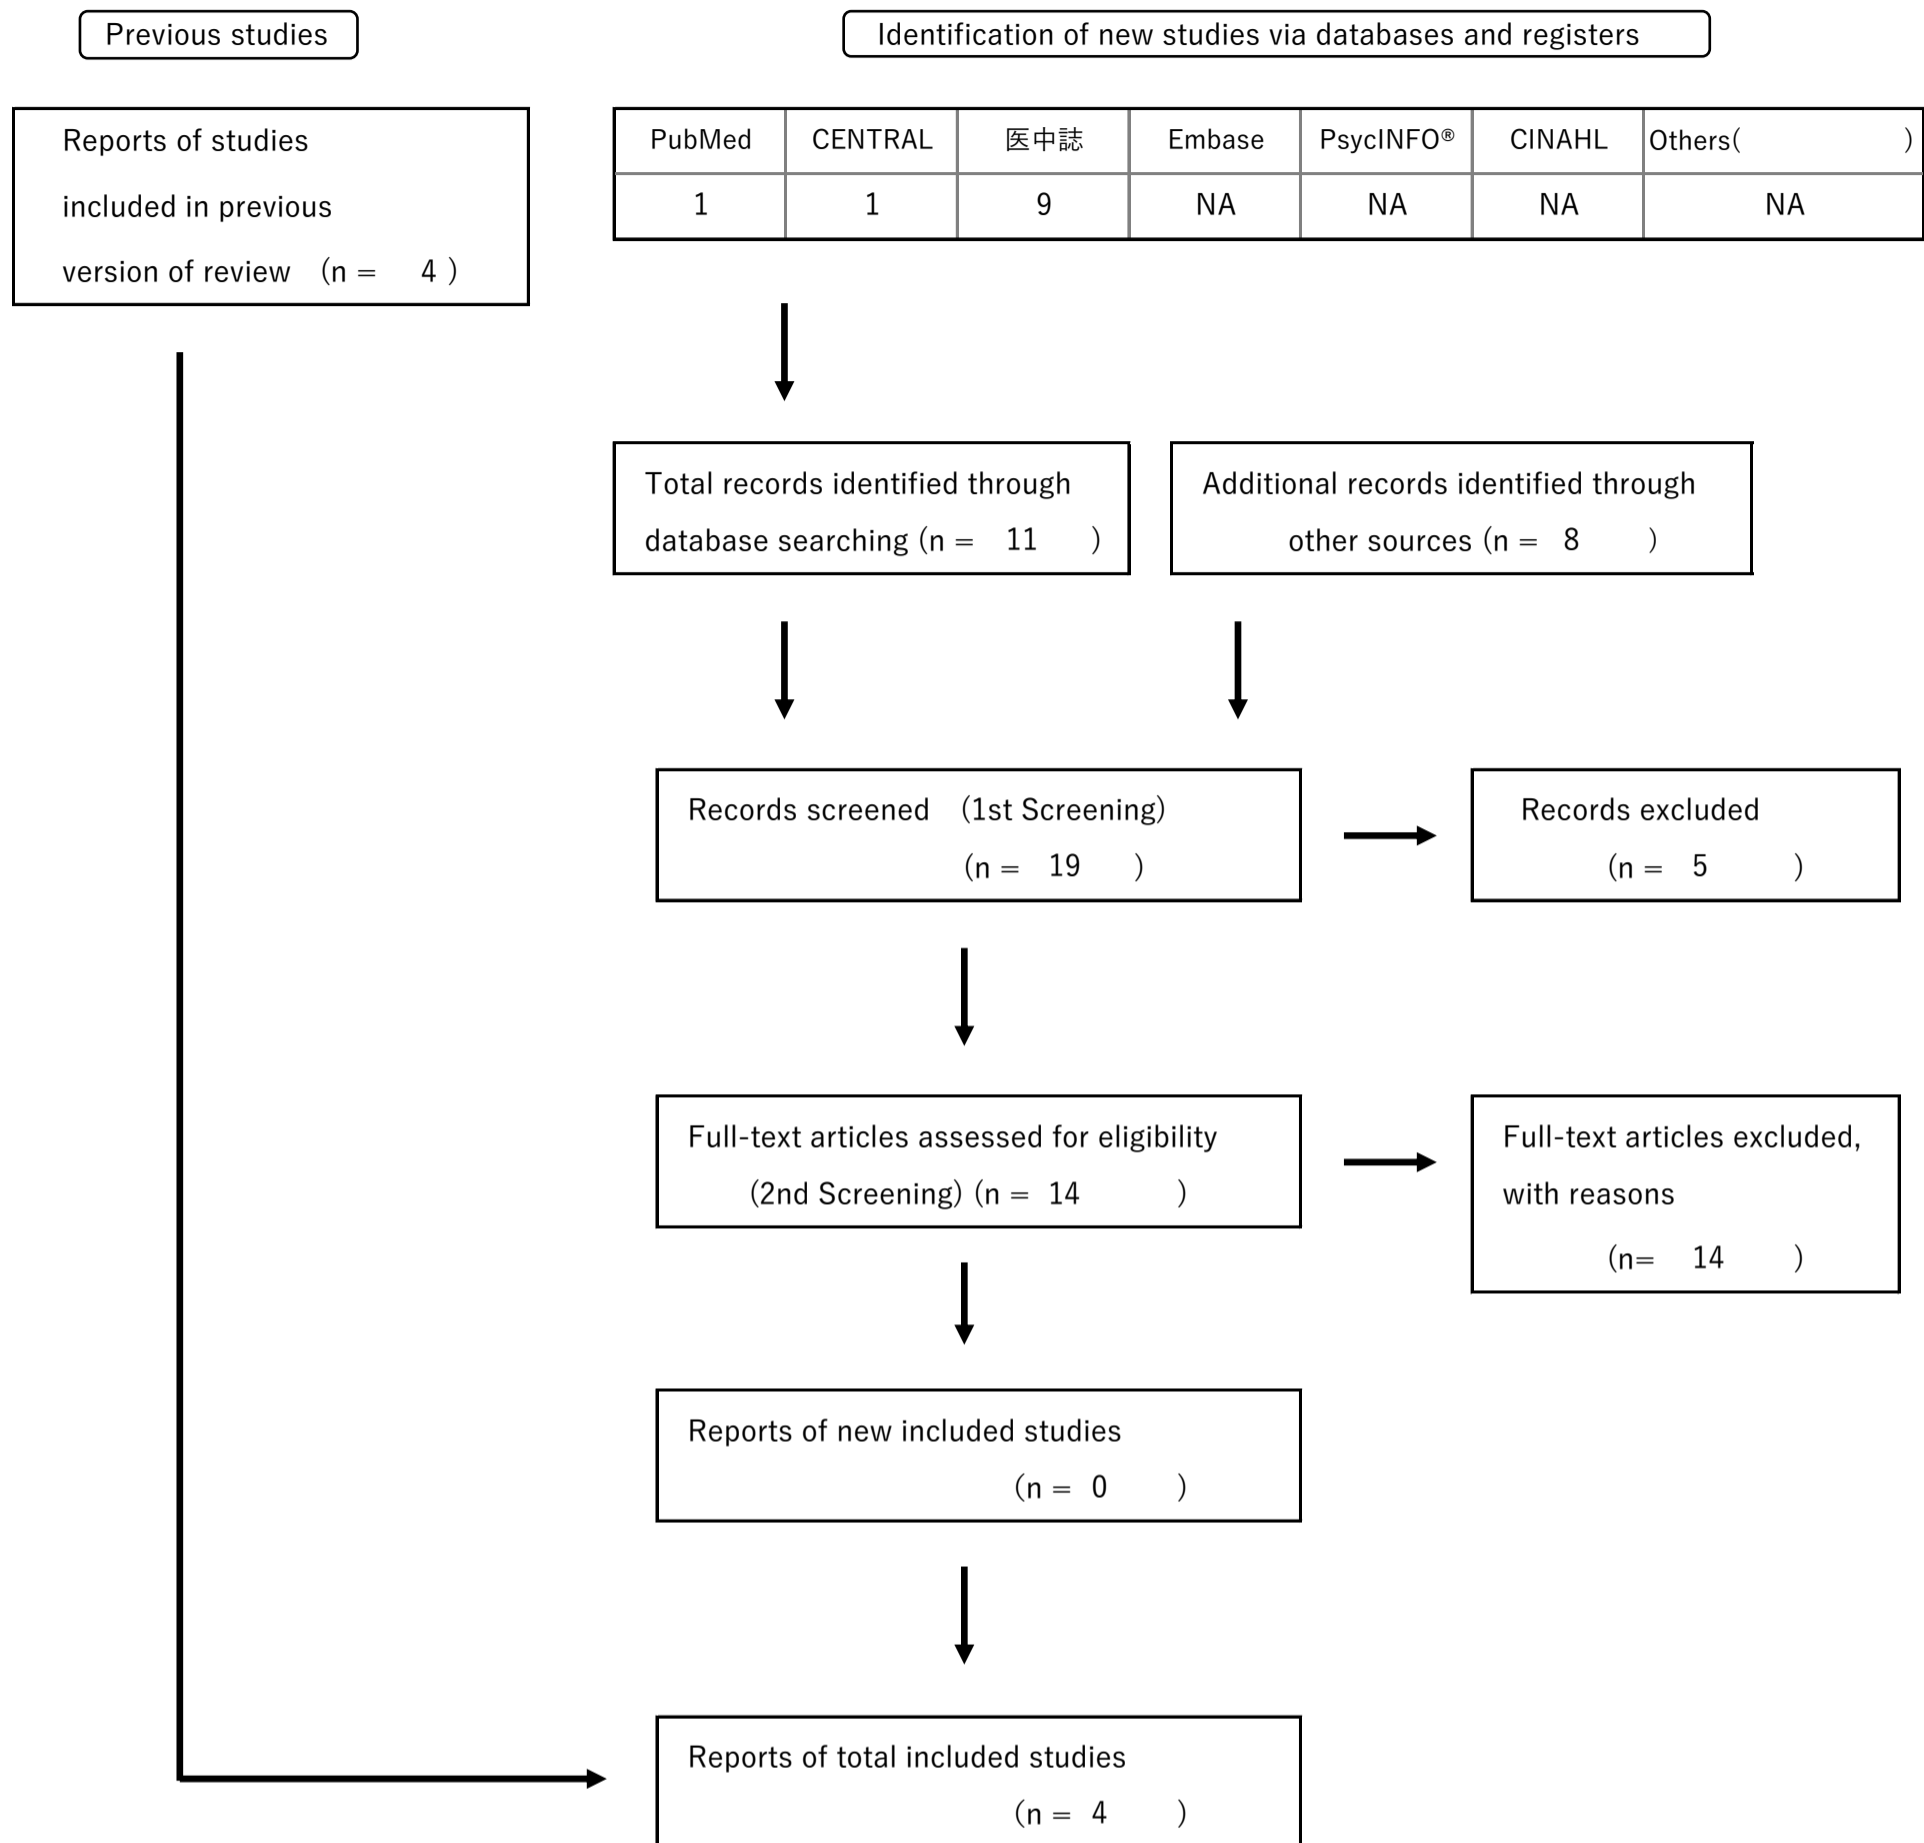 Previous studies
Identification of new studies via databases and registers
Reports of studies
included in previous
version of review (n = 4 )
PubMed CENTRAL 医中誌 Embase PsycINFO® CINAHL Others( )
1 1 9 NA NA NA NA
Total records identified through
database searching (n = 11 )
Additional records identified through
other sources (n = 8 )
Records screened (1st Screening)
(n = 19 )
Records excluded
(n = 5 )
Full-text articles assessed for eligibility
(2nd Screening) (n = 14 )
Full-text articles excluded,
with reasons
(n= 14 )
Reports of new included studies
(n = 0 )
Reports of total included studies
(n = 4 )